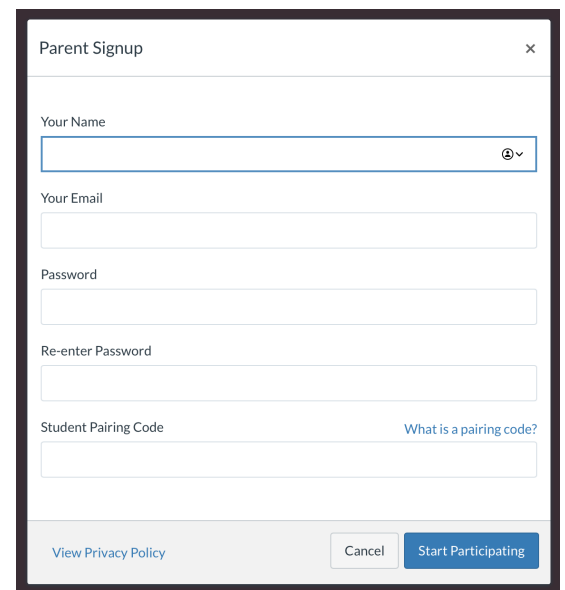 Parent Signup ×
Your Name
Your Email
Password
Re-enter Password
Student Pairing Code What is a pairing code?
View Privacy Policy Cancel Start Participating